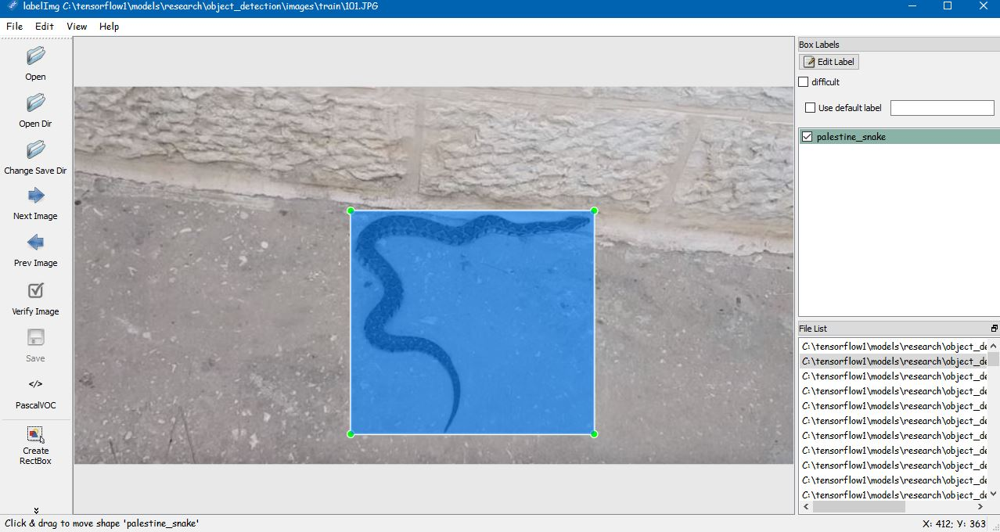 labelImg C:\tensorflow1\models\research\object_detection\images\train\101.JPG
File Edit View Help
Open
Open Dir
Change Save Dir
Next Image
Prev Image
Verify Image
Save
</>
PascalVOC
Create
RectBox
Box Labels
Edit Label
difficult
Use default label
palestine_snake
File List
C:\tensorflow1\models\research\object_de
C:\tensorflow1\models\research\object_de
C:\tensorflow1\models\research\object_de
C:\tensorflow1\models\research\object_de
C:\tensorflow1\models\research\object_de
C:\tensorflow1\models\research\object_de
C:\tensorflow1\models\research\object_de
C:\tensorflow1\models\research\object_de
C:\tensorflow1\models\research\object_de
C:\tensorflow1\models\research\object_de
C:\tensorflow1\models\research\object_de
Click & drag to move shape 'palestine_snake'
X: 412; Y: 363